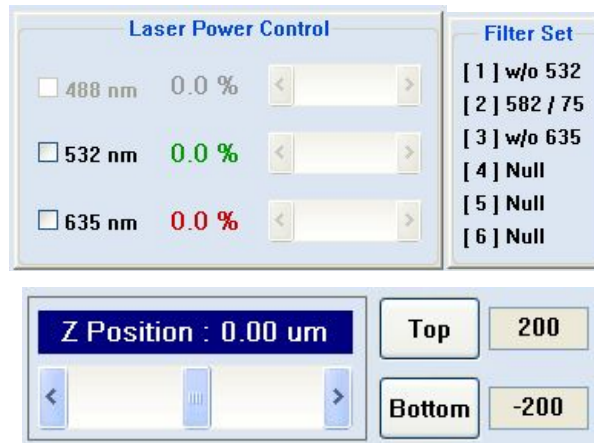 Laser Power Control
488 nm 0.0 %
532 nm 0.0 %
635 nm 0.0 %
Filter Set
[ 1 ] w/o 532
[ 2 ] 582 / 75
[ 3 ] w/o 635
[ 4 ] Null
[ 5 ] Null
[ 6 ] Null
Z Position : 0.00 um
Top 200
Bottom -200